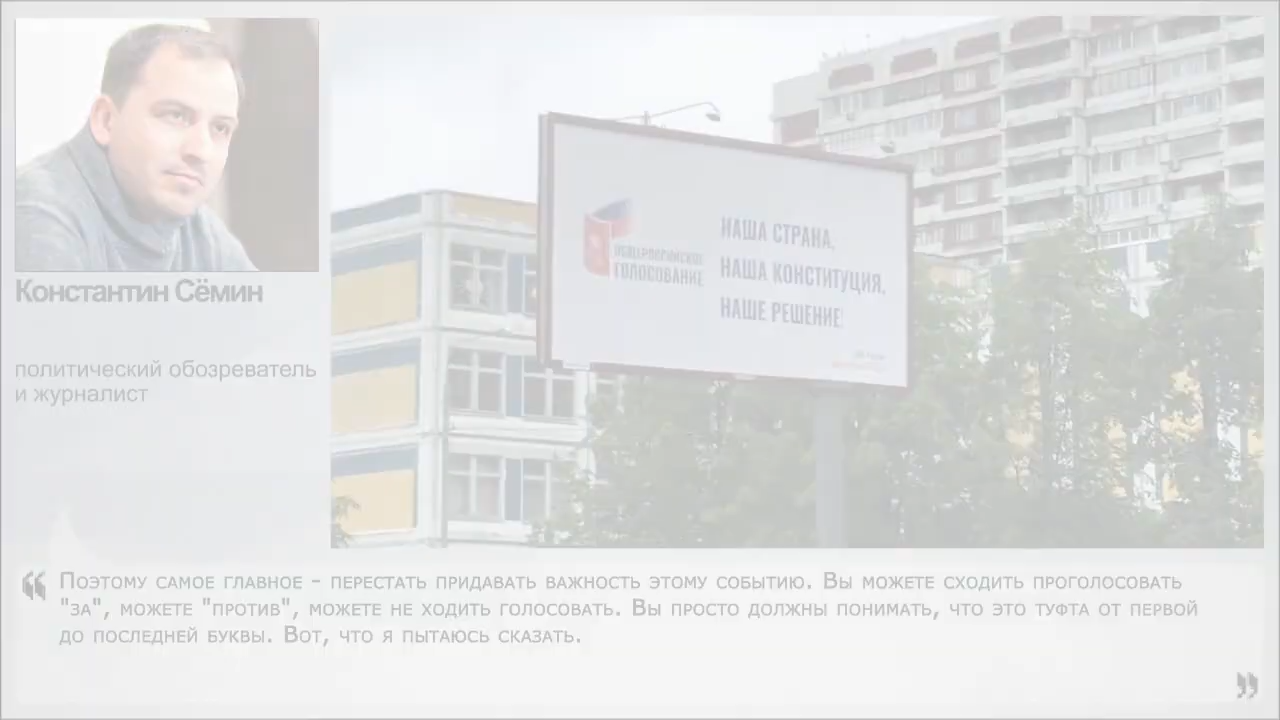 Константин Сёмин
политический обозреватель
и журналист
ОБЩЕРОССИЙСКОЕ
ГОЛОСОВАНИЕ
НАША СТРАНА,
НАША КОНСТИТУЦИЯ,
НАШЕ РЕШЕНИЕ!
“ Поэтому самое главное - перестать придавать важность этому событию. Вы можете сходить проголосовать
"за", можете "против", можете не ходить голосовать. Вы просто должны понимать, что это туфта от первой
до последней буквы. Вот, что я пытаюсь сказать.
”